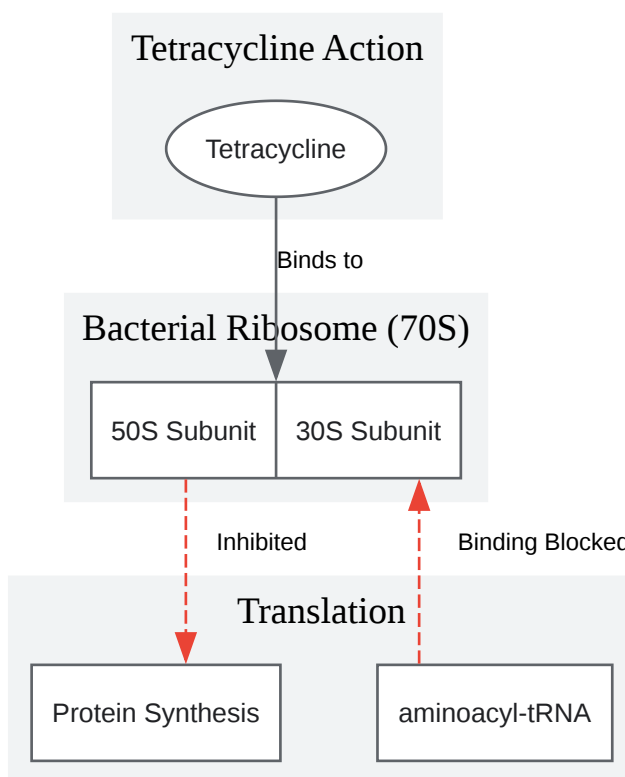 Tetracycline Action
Tetracycline
Binds to
Bacterial Ribosome (70S)
50S Subunit
30S Subunit
Inhibited
Binding Blocked
Translation
Protein Synthesis
aminoacyl-tRNA